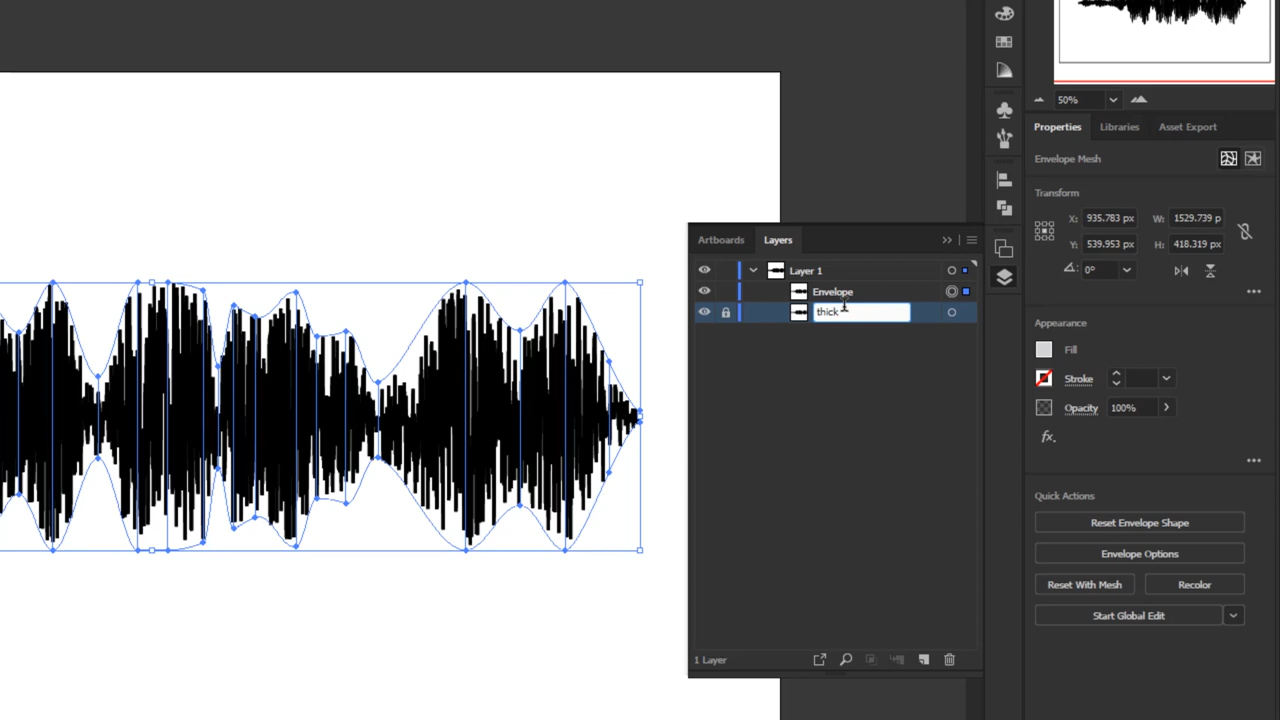 50%
Properties Libraries Asset Export
Envelope Mesh
Transform
X: 935.783 px W: 1529.739 p
Y: 539.953 px H: 418.319 px
0°
Artboards Layers
Layer 1
Envelope
thick
Appearance
Fill
Stroke
Opacity 100%
fx.
Quick Actions
Reset Envelope Shape
Envelope Options
Reset With Mesh Recolor
Start Global Edit
1 Layer